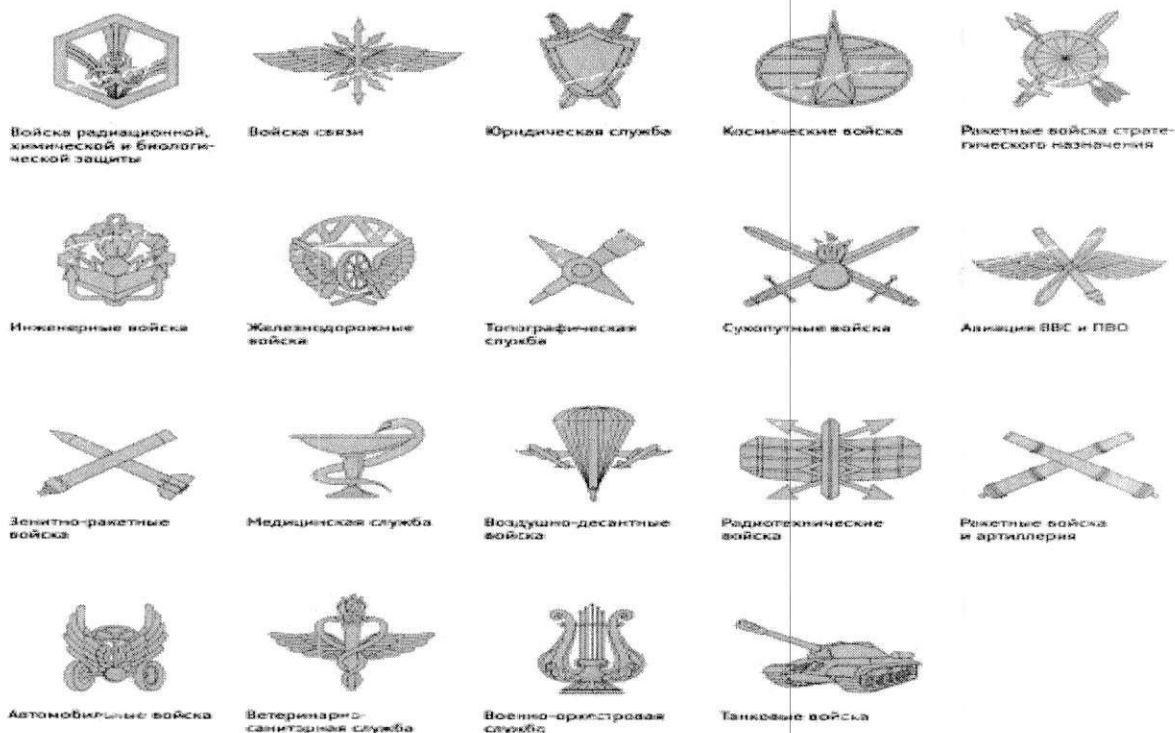 Войска радиационной,
химической и биологи-
ческой защиты
Войска связи
Юридическая служба
Космические войска
Ракетные войска страте-
гического назначения
Инженерные войска
Железнодорожные
войска
Топографическая
служба
Сухопутные войска
Авиация ВВС и ПВО
Зенитно-ракетные
войска
Медицинская служба
Воздушно-десантные
войска
Радиотехнические
войска
Ракетные войска
и артиллерия
Автомобильные войска
Ветеринарно-
санитарная служба
Военно-оркестровая
служба
Танковые войска